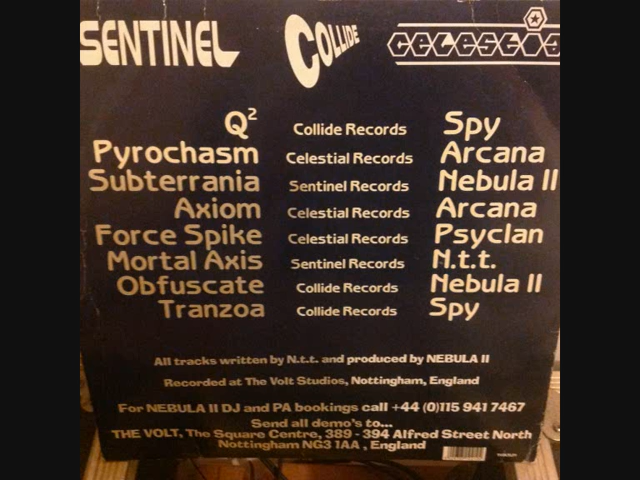 SENTINEL COLLIDE CELESTIAL
Q² Collide Records Spy
Pyrochasm Celestial Records Arcana
Subterrania Sentinel Records Nebula II
Axiom Celestial Records Arcana
Force Spike Celestial Records Psyclan
Mortal Axis Sentinel Records N.t.t.
Obfuscate Collide Records Nebula II
Tranzoa Collide Records Spy
All tracks written by N.t.t. and produced by NEBULA II
Recorded at The Volt Studios, Nottingham, England
For NEBULA II DJ and PA bookings call +44 (0)115 941 7467
Send all demo's to...
THE VOLT, The Square Centre, 389 - 394 Alfred Street North
Nottingham NG3 1AA , England